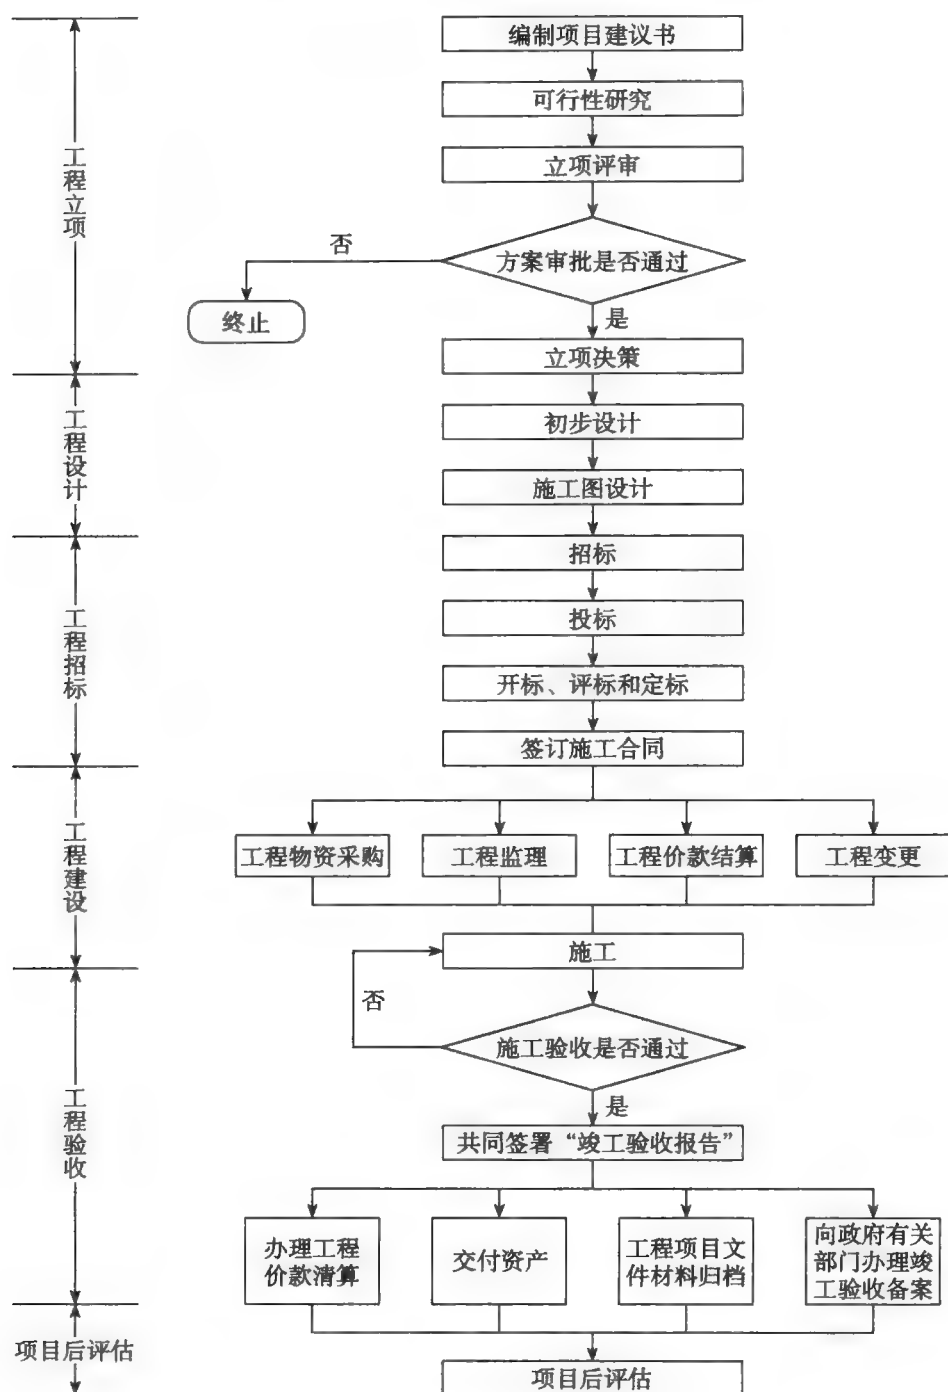 编制项目建议书
可行性研究
立项评审
工程立项
否
方案审批是否通过
终止
是
立项决策
初步设计
工程设计
施工图设计
招标
投标
工程招标
开标、评标和定标
签订施工合同
工程物资采购
工程监理
工程价款结算
工程变更
工程建设
施工
否
施工验收是否通过
是
工程验收
共同签署“竣工验收报告”
办理工程
价款清算
交付资产
工程项目文
件材料归档
向政府有关
部门办理竣
工验收备案
项目后评估
项目后评估